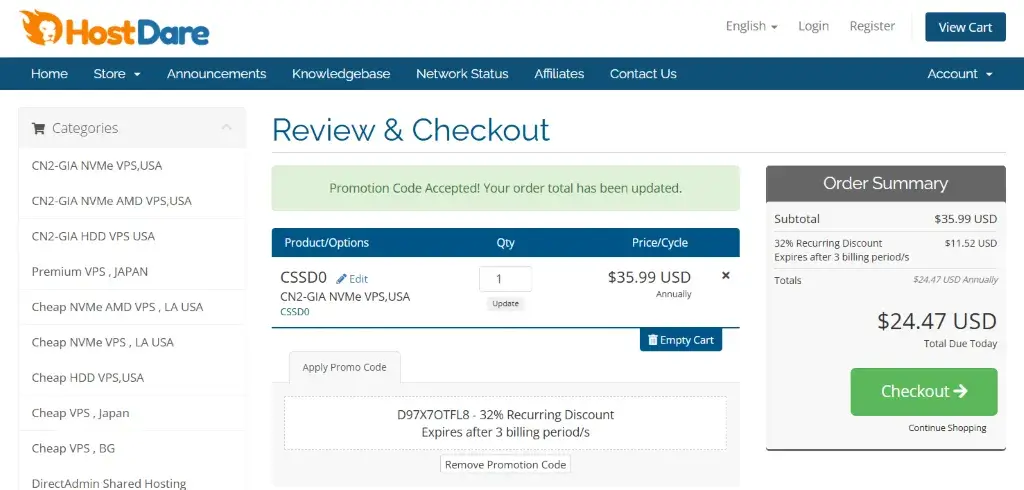 HostDare
English
Login
Register
View Cart
Home
Store
Announcements
Knowledgebase
Network Status
Affiliates
Contact Us
Account
Categories
CN2-GIA NVMe VPS,USA
CN2-GIA NVMe AMD VPS,USA
CN2-GIA HDD VPS USA
Premium VPS , JAPAN
Cheap NVMe AMD VPS , LA USA
Cheap NVMe VPS , LA USA
Cheap HDD VPS,USA
Cheap VPS , Japan
Cheap VPS , BG
DirectAdmin Shared Hosting
Review & Checkout
Promotion Code Accepted! Your order total has been updated.
Product/Options Qty Price/Cycle
CSSD0 Edit 1 $35.99 USD
CN2-GIA NVMe VPS,USA Update Annually
CSSD0
Empty Cart
Apply Promo Code
D97X7OTFL8 - 32% Recurring Discount
Expires after 3 billing period/s
Remove Promotion Code
Order Summary
Subtotal $35.99 USD
32% Recurring Discount $11.52 USD
Expires after 3 billing period/s
Totals $24.47 USD Annually
$24.47 USD
Total Due Today
Checkout
Continue Shopping